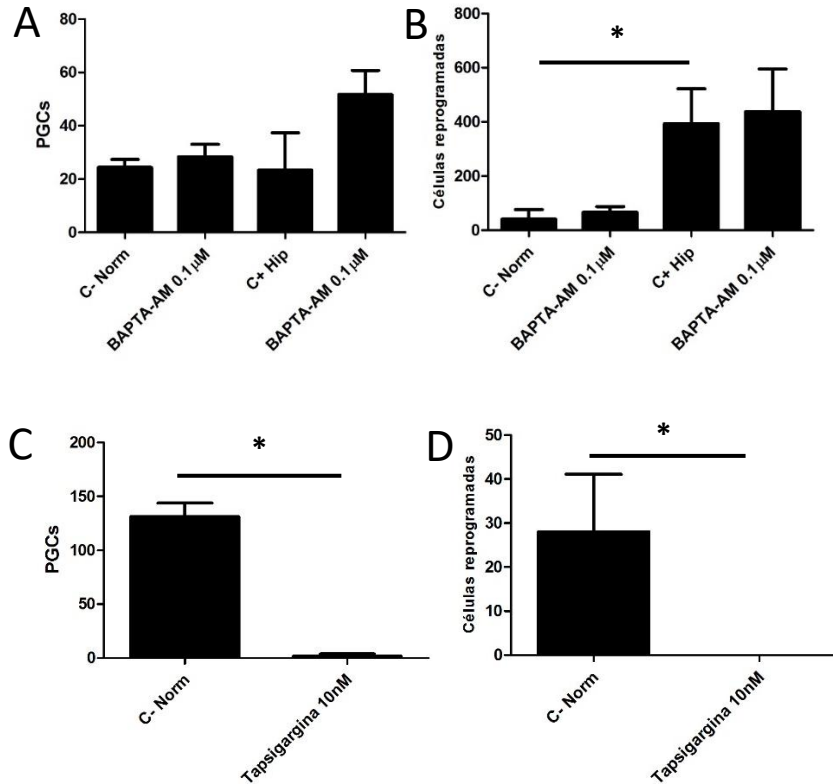 A
PGCs
80
60
40
20
0
C- Norm
BAPTA-AM 0.1µM
C+ Hip
BAPTA-AM 0.1µM
B
*
Células reprogramadas
800
600
400
200
0
C- Norm
BAPTA-AM 0.1µM
C+ Hip
BAPTA-AM 0.1µM
C
*
PGCs
200
150
100
50
0
C- Norm
Tapsigargina 10nM
D
*
Células reprogramadas
50
40
30
20
10
0
C- Norm
Tapsigargina 10nM